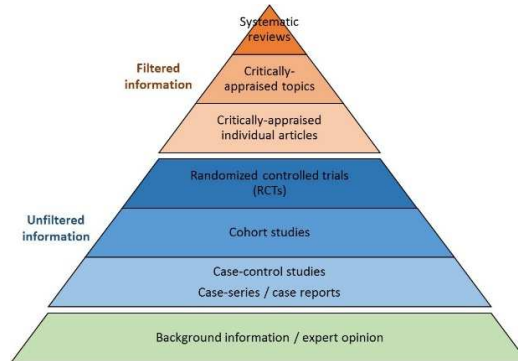 Systematic
reviews
Filtered
information
Critically-
appraised topics
Critically-appraised
individual articles
Randomized controlled trials
(RCTs)
Unfiltered
information
Cohort studies
Case-control studies
Case-series / case reports
Background information / expert opinion